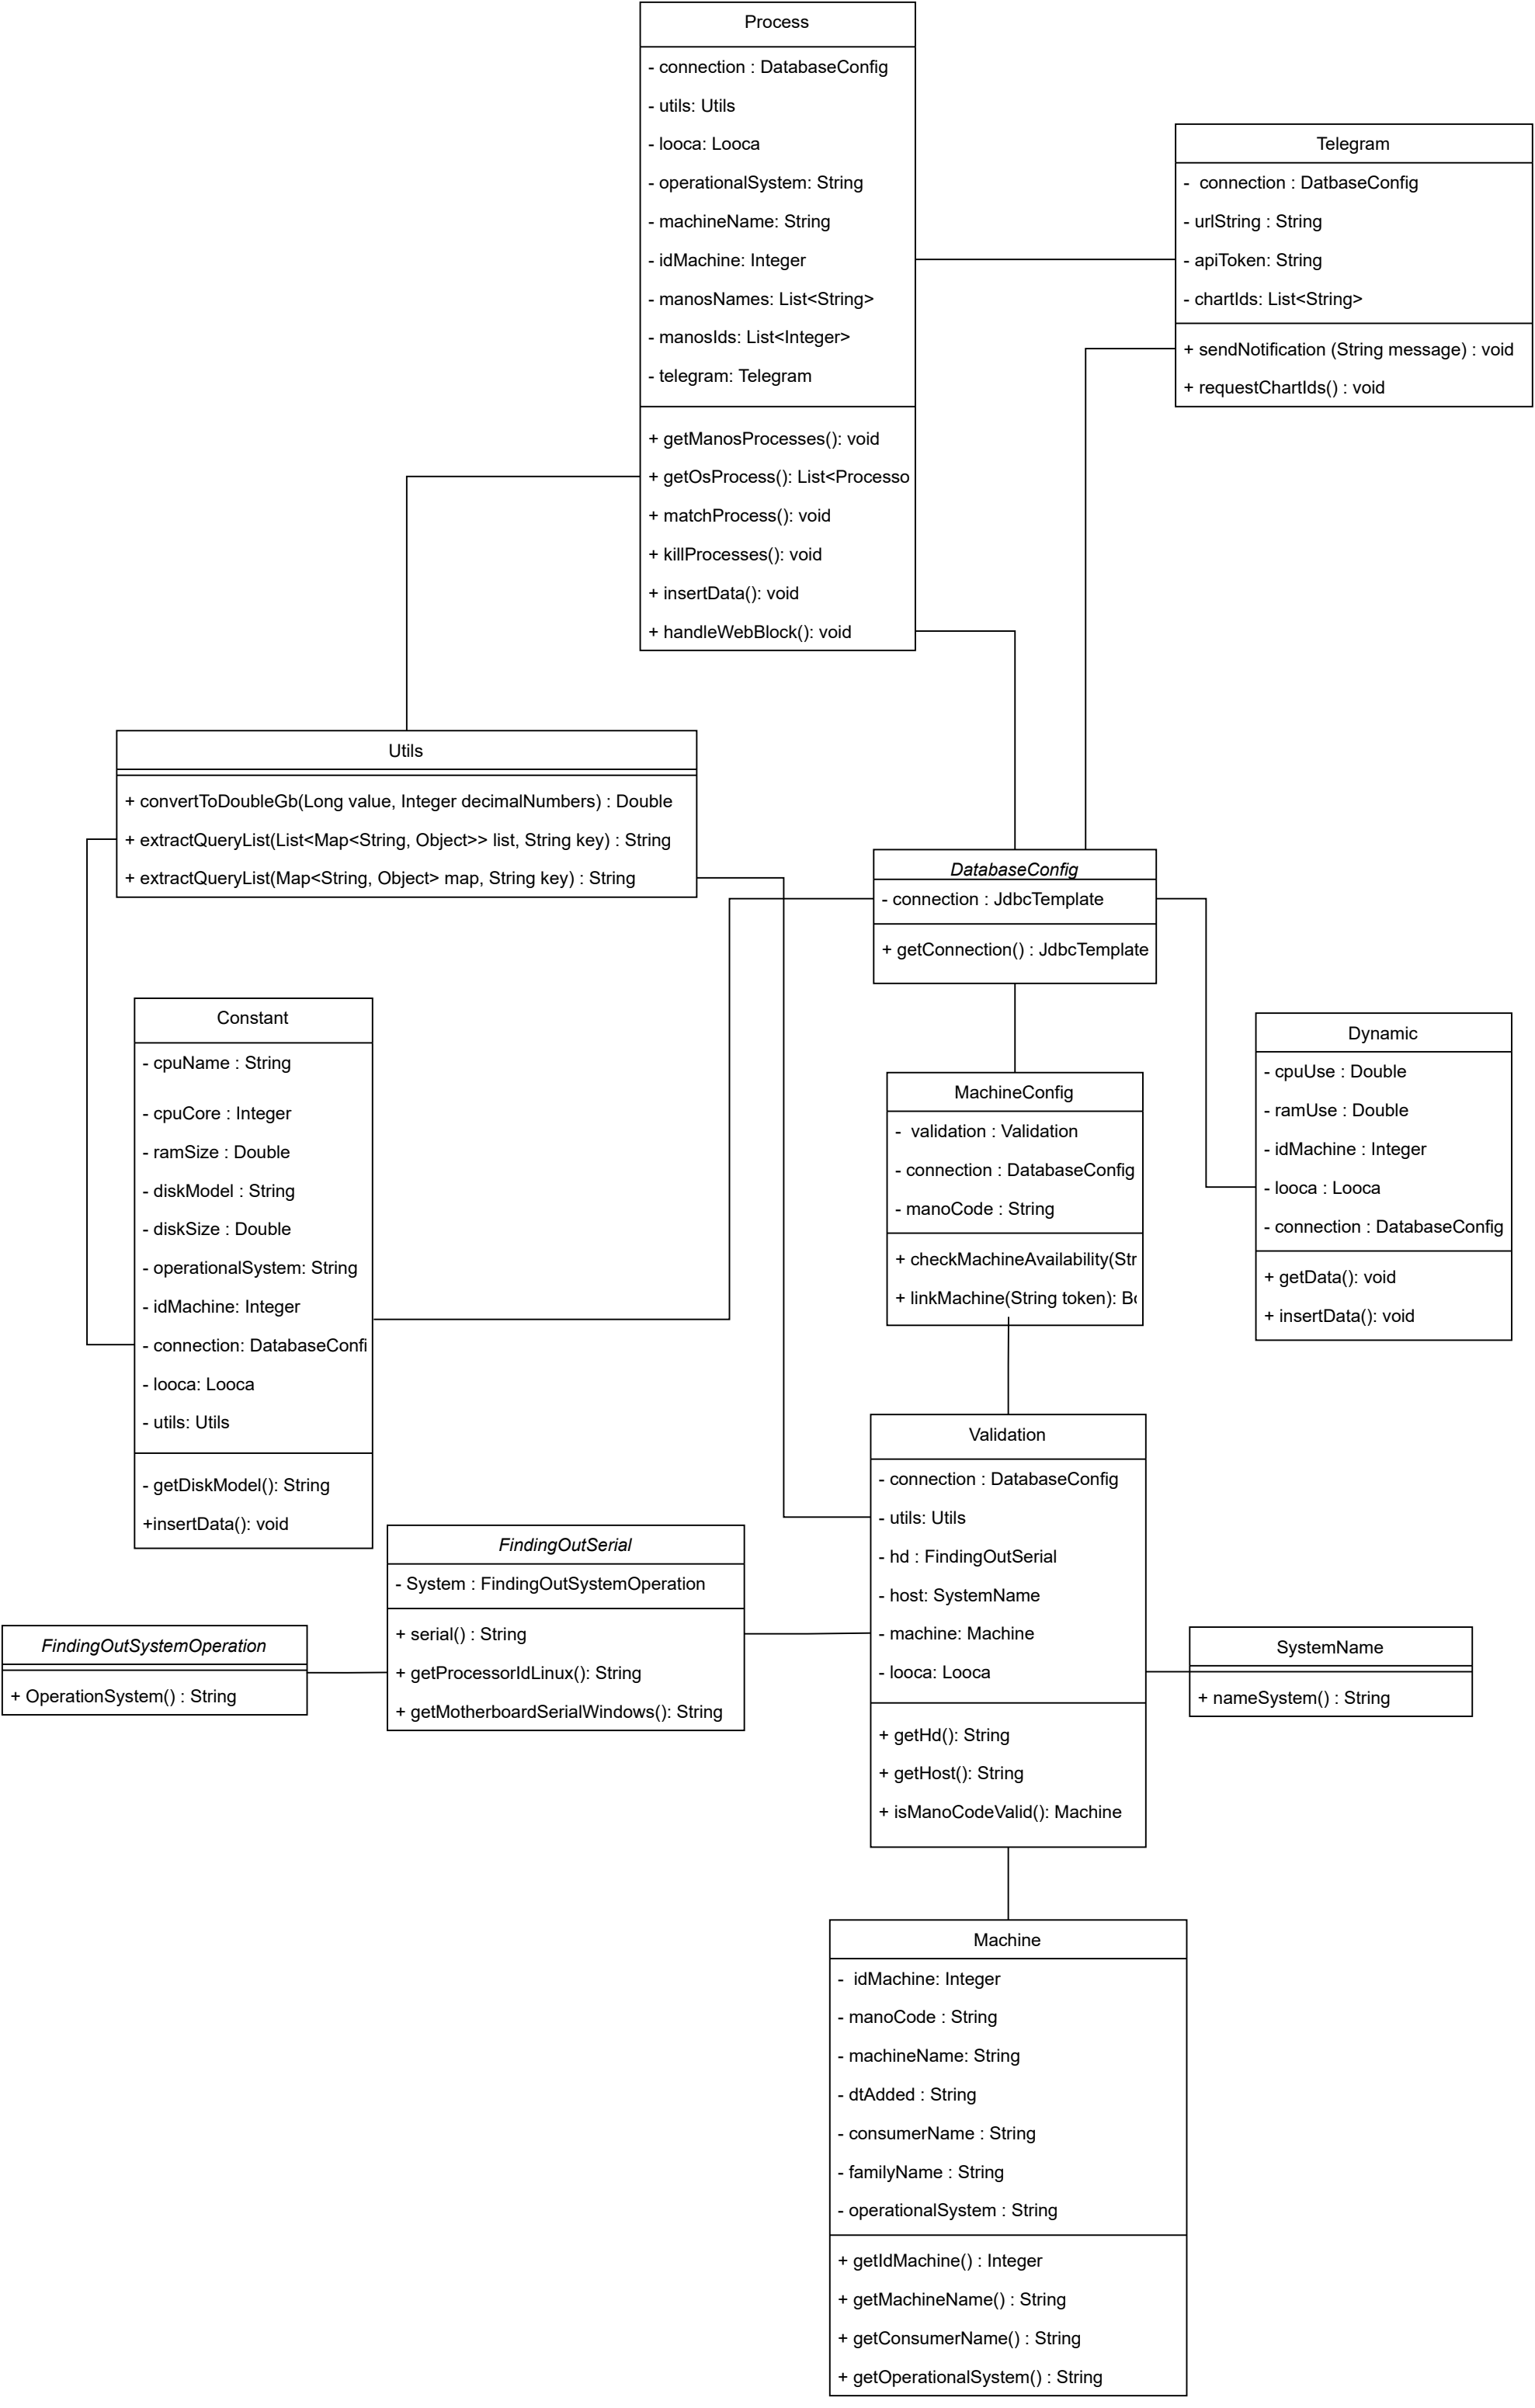 Process
- connection : DatabaseConfig
- utils: Utils
- looca: Looca
- operationalSystem: String
- machineName: String
- idMachine: Integer
- manosNames: List<String>
- manosIds: List<Integer>
- telegram: Telegram
+ getManosProcesses(): void
+ getOsProcess(): List<Processo
+ matchProcess(): void
+ killProcesses(): void
+ insertData(): void
+ handleWebBlock(): void
Telegram
- connection : DatbaseConfig
- urlString : String
- apiToken: String
- chartIds: List<String>
+ sendNotification (String message) : void
+ requestChartIds() : void
Utils
+ convertToDoubleGb(Long value, Integer decimalNumbers) : Double
+ extractQueryList(List<Map<String, Object>> list, String key) : String
+ extractQueryList(Map<String, Object> map, String key) : String
DatabaseConfig
- connection : JdbcTemplate
+ getConnection() : JdbcTemplate
Constant
- cpuName : String
- cpuCore : Integer
- ramSize : Double
- diskModel : String
- diskSize : Double
- operationalSystem: String
- idMachine: Integer
- connection: DatabaseConfi
- looca: Looca
- utils: Utils
- getDiskModel(): String
+insertData(): void
MachineConfig
- validation : Validation
- connection : DatabaseConfig
- manoCode : String
+ checkMachineAvailability(Str
+ linkMachine(String token): Bo
Dynamic
- cpuUse : Double
- ramUse : Double
- idMachine : Integer
- looca : Looca
- connection : DatabaseConfig
+ getData(): void
+ insertData(): void
Validation
- connection : DatabaseConfig
- utils: Utils
- hd : FindingOutSerial
- host: SystemName
- machine: Machine
- looca: Looca
+ getHd(): String
+ getHost(): String
+ isManoCodeValid(): Machine
FindingOutSerial
- System : FindingOutSystemOperation
+ serial() : String
+ getProcessorIdLinux(): String
+ getMotherboardSerialWindows(): String
FindingOutSystemOperation
+ OperationSystem() : String
SystemName
+ nameSystem() : String
Machine
- idMachine: Integer
- manoCode : String
- machineName: String
- dtAdded : String
- consumerName : String
- familyName : String
- operationalSystem : String
+ getIdMachine() : Integer
+ getMachineName() : String
+ getConsumerName() : String
+ getOperationalSystem() : String